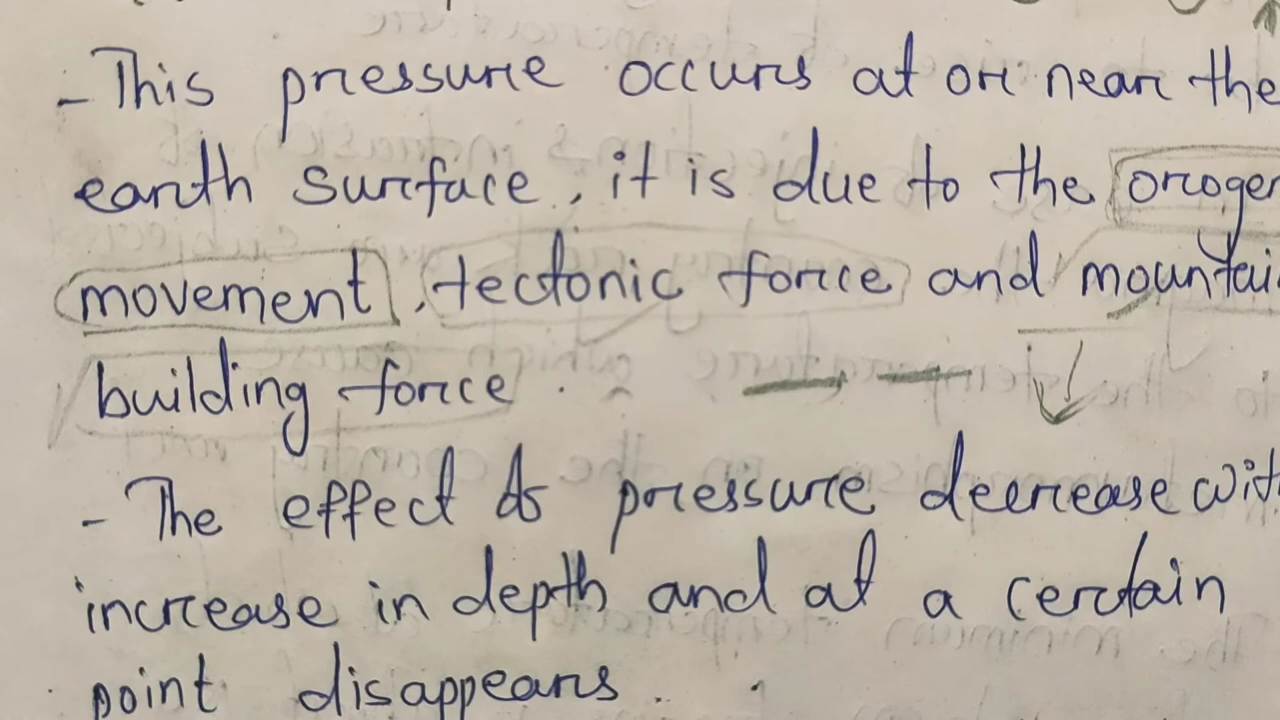 - This pressure occurs at or near the
earth surface, it is due to the orogen
movement, tectonic force and mountai
building force.
- The effect of pressure decrease wit
increase in depth and at a certain
point disappears.